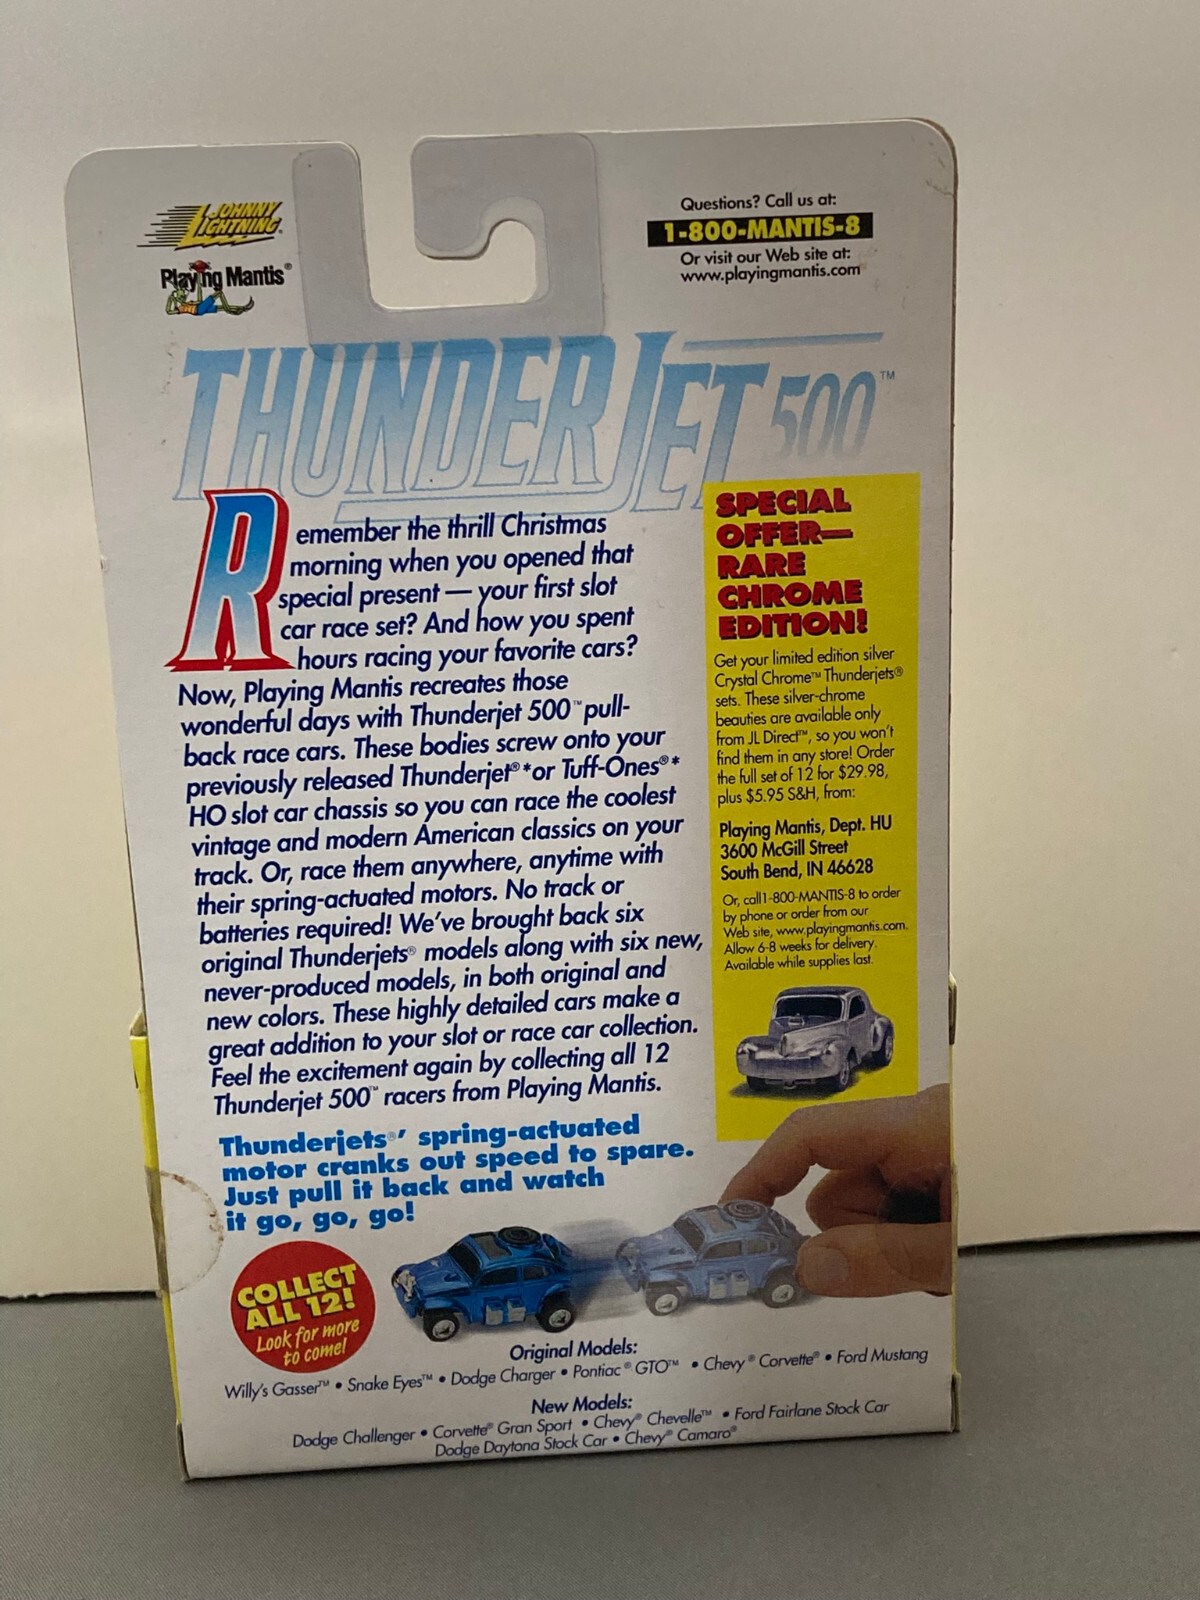 JOHNNY
LIGHTNING®
Playing Mantis®
Questions? Call us at:
1-800-MANTIS-8
Or visit our Web site at:
www.playingmantis.com
THUNDERJET 500™
Remember the thrill Christmas
morning when you opened that
special present — your first slot
car race set? And how you spent
hours racing your favorite cars?
Now, Playing Mantis recreates those
wonderful days with Thunderjet 500™ pull-
back race cars. These bodies screw onto your
previously released Thunderjet®* or Tuff-Ones®*
HO slot car chassis so you can race the coolest
vintage and modern American classics on your
track. Or, race them anywhere, anytime with
their spring-actuated motors. No track or
batteries required! We've brought back six
original Thunderjets® models along with six new,
never-produced models, in both original and
new colors. These highly detailed cars make a
great addition to your slot or race car collection.
Feel the excitement again by collecting all 12
Thunderjet 500™ racers from Playing Mantis.
Thunderjets®' spring-actuated
motor cranks out speed to spare.
Just pull it back and watch
it go, go, go!
SPECIAL
OFFER—
RARE
CHROME
EDITION!
Get your limited edition silver
Crystal Chrome™ Thunderjets®
sets. These silver-chrome
beauties are available only
from JL Direct™, so you won't
find them in any store! Order
the full set of 12 for $29.98,
plus $5.95 S&H, from:
Playing Mantis, Dept. HU
3600 McGill Street
South Bend, IN 46628
Or, call1-800-MANTIS-8 to order
by phone or order from our
Web site, www.playingmantis.com.
Allow 6-8 weeks for delivery.
Available while supplies last.
COLLECT
ALL 12!
Look for more
to come!
Original Models:
Willy's Gasser™ • Snake Eyes™ • Dodge Charger • Pontiac® GTO™ • Chevy® Corvette® • Ford Mustang
New Models:
Dodge Challenger • Corvette® Gran Sport • Chevy® Chevelle™ • Ford Fairlane Stock Car
Dodge Daytona Stock Car • Chevy® Camaro®